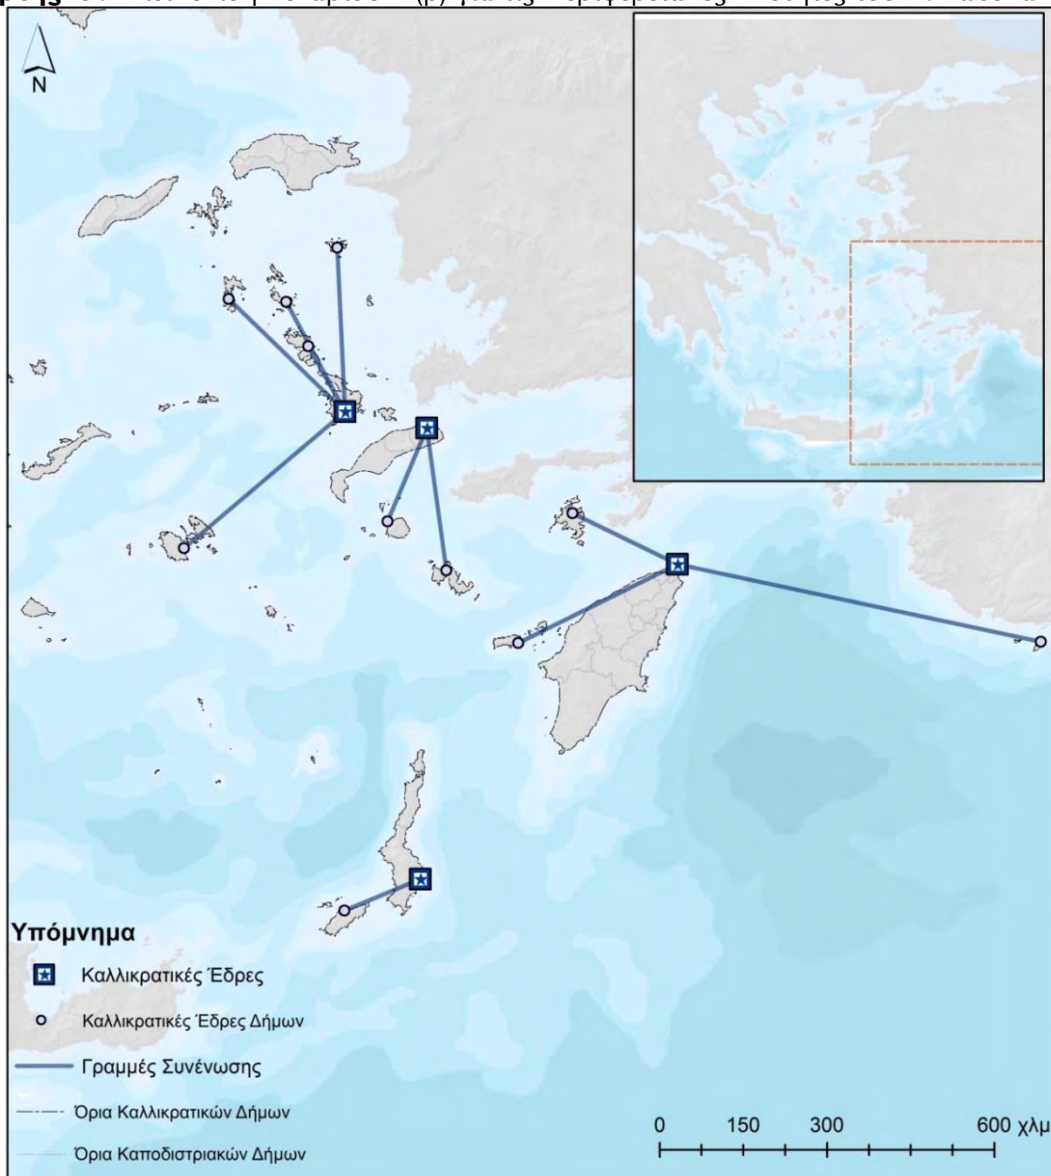 N
Υπόμνημα
Καλλικρατικές Έδρες
Καλλικρατικές Έδρες Δήμων
Γραμμές Συνένωσης
Όρια Καλλικρατικών Δήμων
Όρια Καποδιστριακών Δήμων
0 150 300 600 χλμ